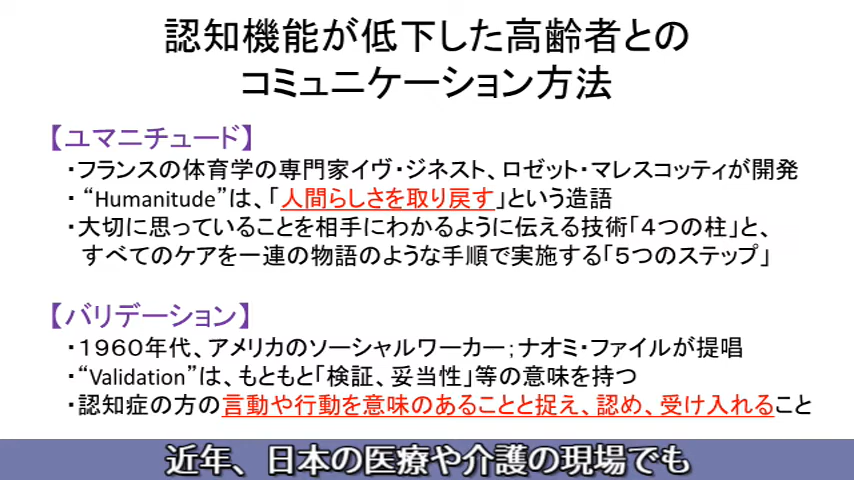 認知機能が低下した高齢者との
コミュニケーション方法
【ユマニチュード】
・フランスの体育学の専門家イヴ・ジネスト、ロゼット・マレスコッティが開発
・“Humanitude”は、「人間らしさを取り戻す」という造語
・大切に思っていることを相手にわかるように伝える技術「４つの柱」と、
すべてのケアを一連の物語のような手順で実施する「５つのステップ」
【バリデーション】
・１９６０年代、アメリカのソーシャルワーカー；ナオミ・ファイルが提唱
・“Validation”は、もともと「検証、妥当性」等の意味を持つ
・認知症の方の言動や行動を意味のあることと捉え、認め、受け入れること
近年、日本の医療や介護の現場でも